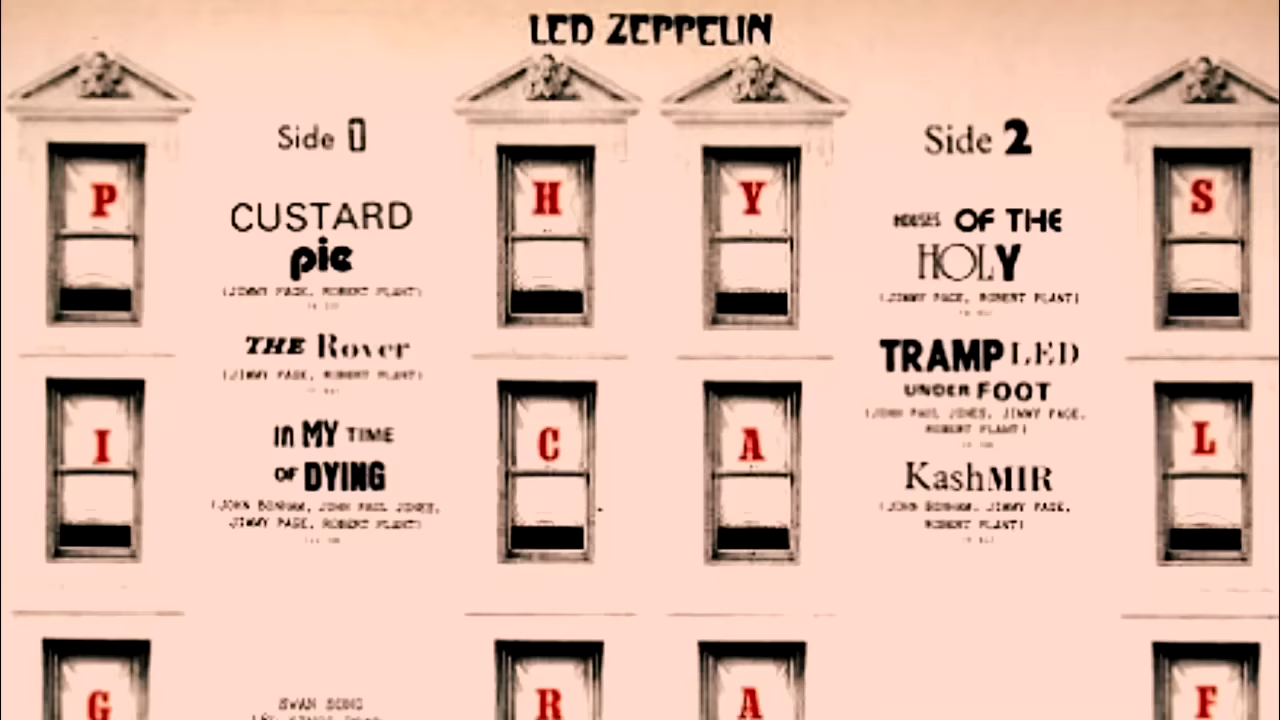 LED ZEPPELIN
P
H
Y
S
Side 1
CUSTARD
pie
(JIMMY PAGE, ROBERT PLANT)
THE Rover
(JIMMY PAGE, ROBERT PLANT)
In MY TIME
OF DYING
(JOHN BONHAM, JOHN PAUL JONES,
JIMMY PAGE, ROBERT PLANT)
Side 2
HOUSES OF THE
HOLY
(JIMMY PAGE, ROBERT PLANT)
TRAMPLED
UNDER FOOT
(JOHN PAUL JONES, JIMMY PAGE,
ROBERT PLANT)
KashMIR
(JOHN BONHAM, JIMMY PAGE,
ROBERT PLANT)
I
C
A
L
G
R
A
F
SWAN SONG